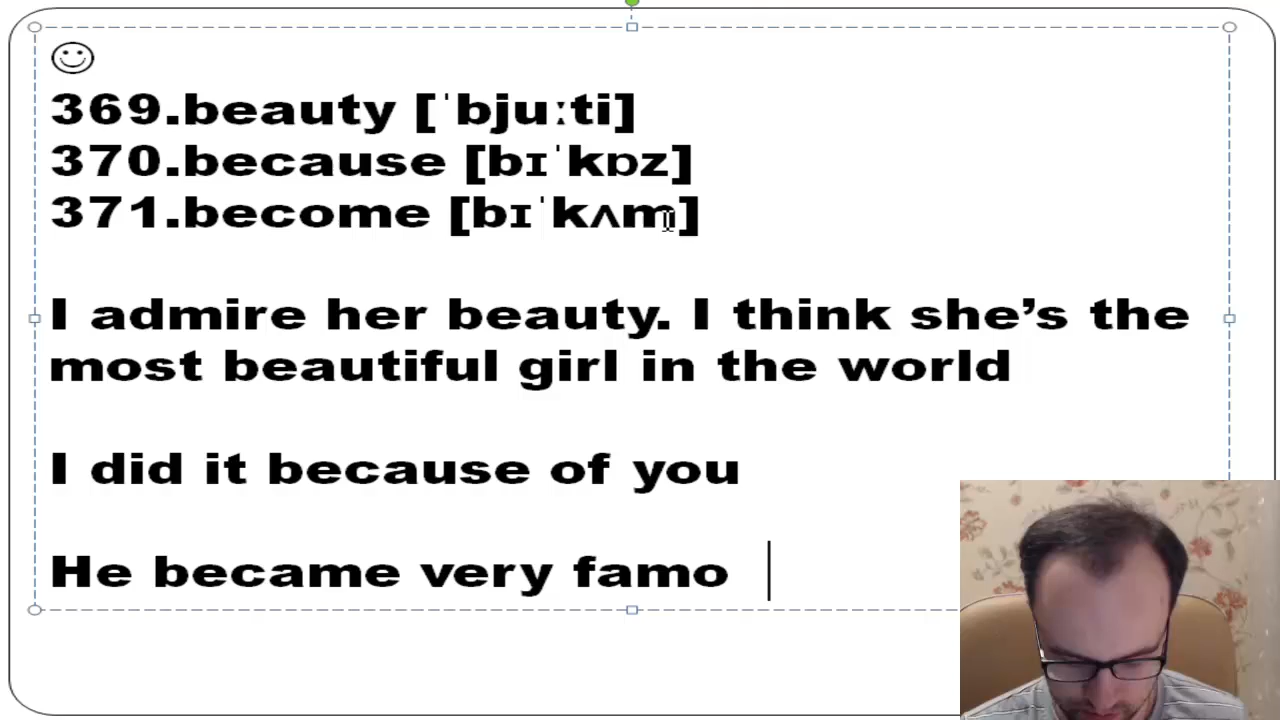 ☺
369.beauty [ˈbjuːti]
370.because [bɪˈkɒz]
371.become [bɪˈkʌm]
I admire her beauty. I think she’s the
most beautiful girl in the world
I did it because of you
He became very famo